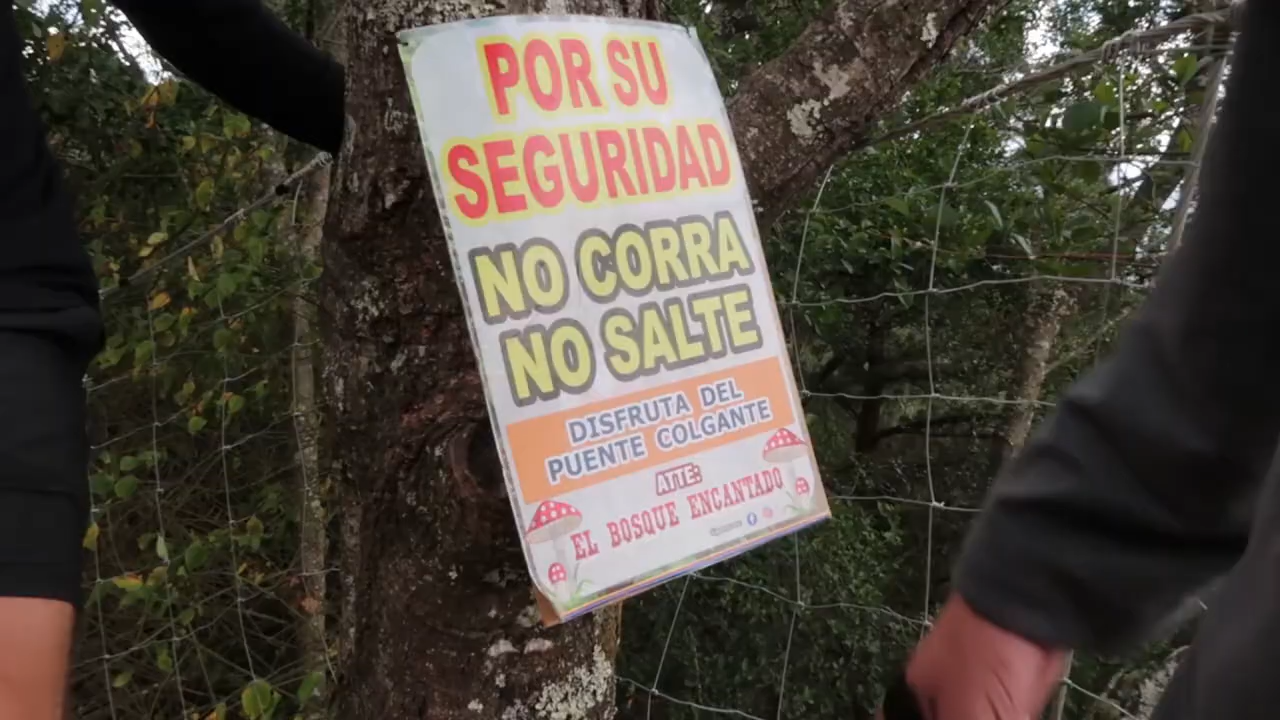 POR SU
SEGURIDAD
NO CORRA
NO SALTE
DISFRUTA DEL
PUENTE COLGANTE
ATTE:
EL BOSQUE ENCANTADO